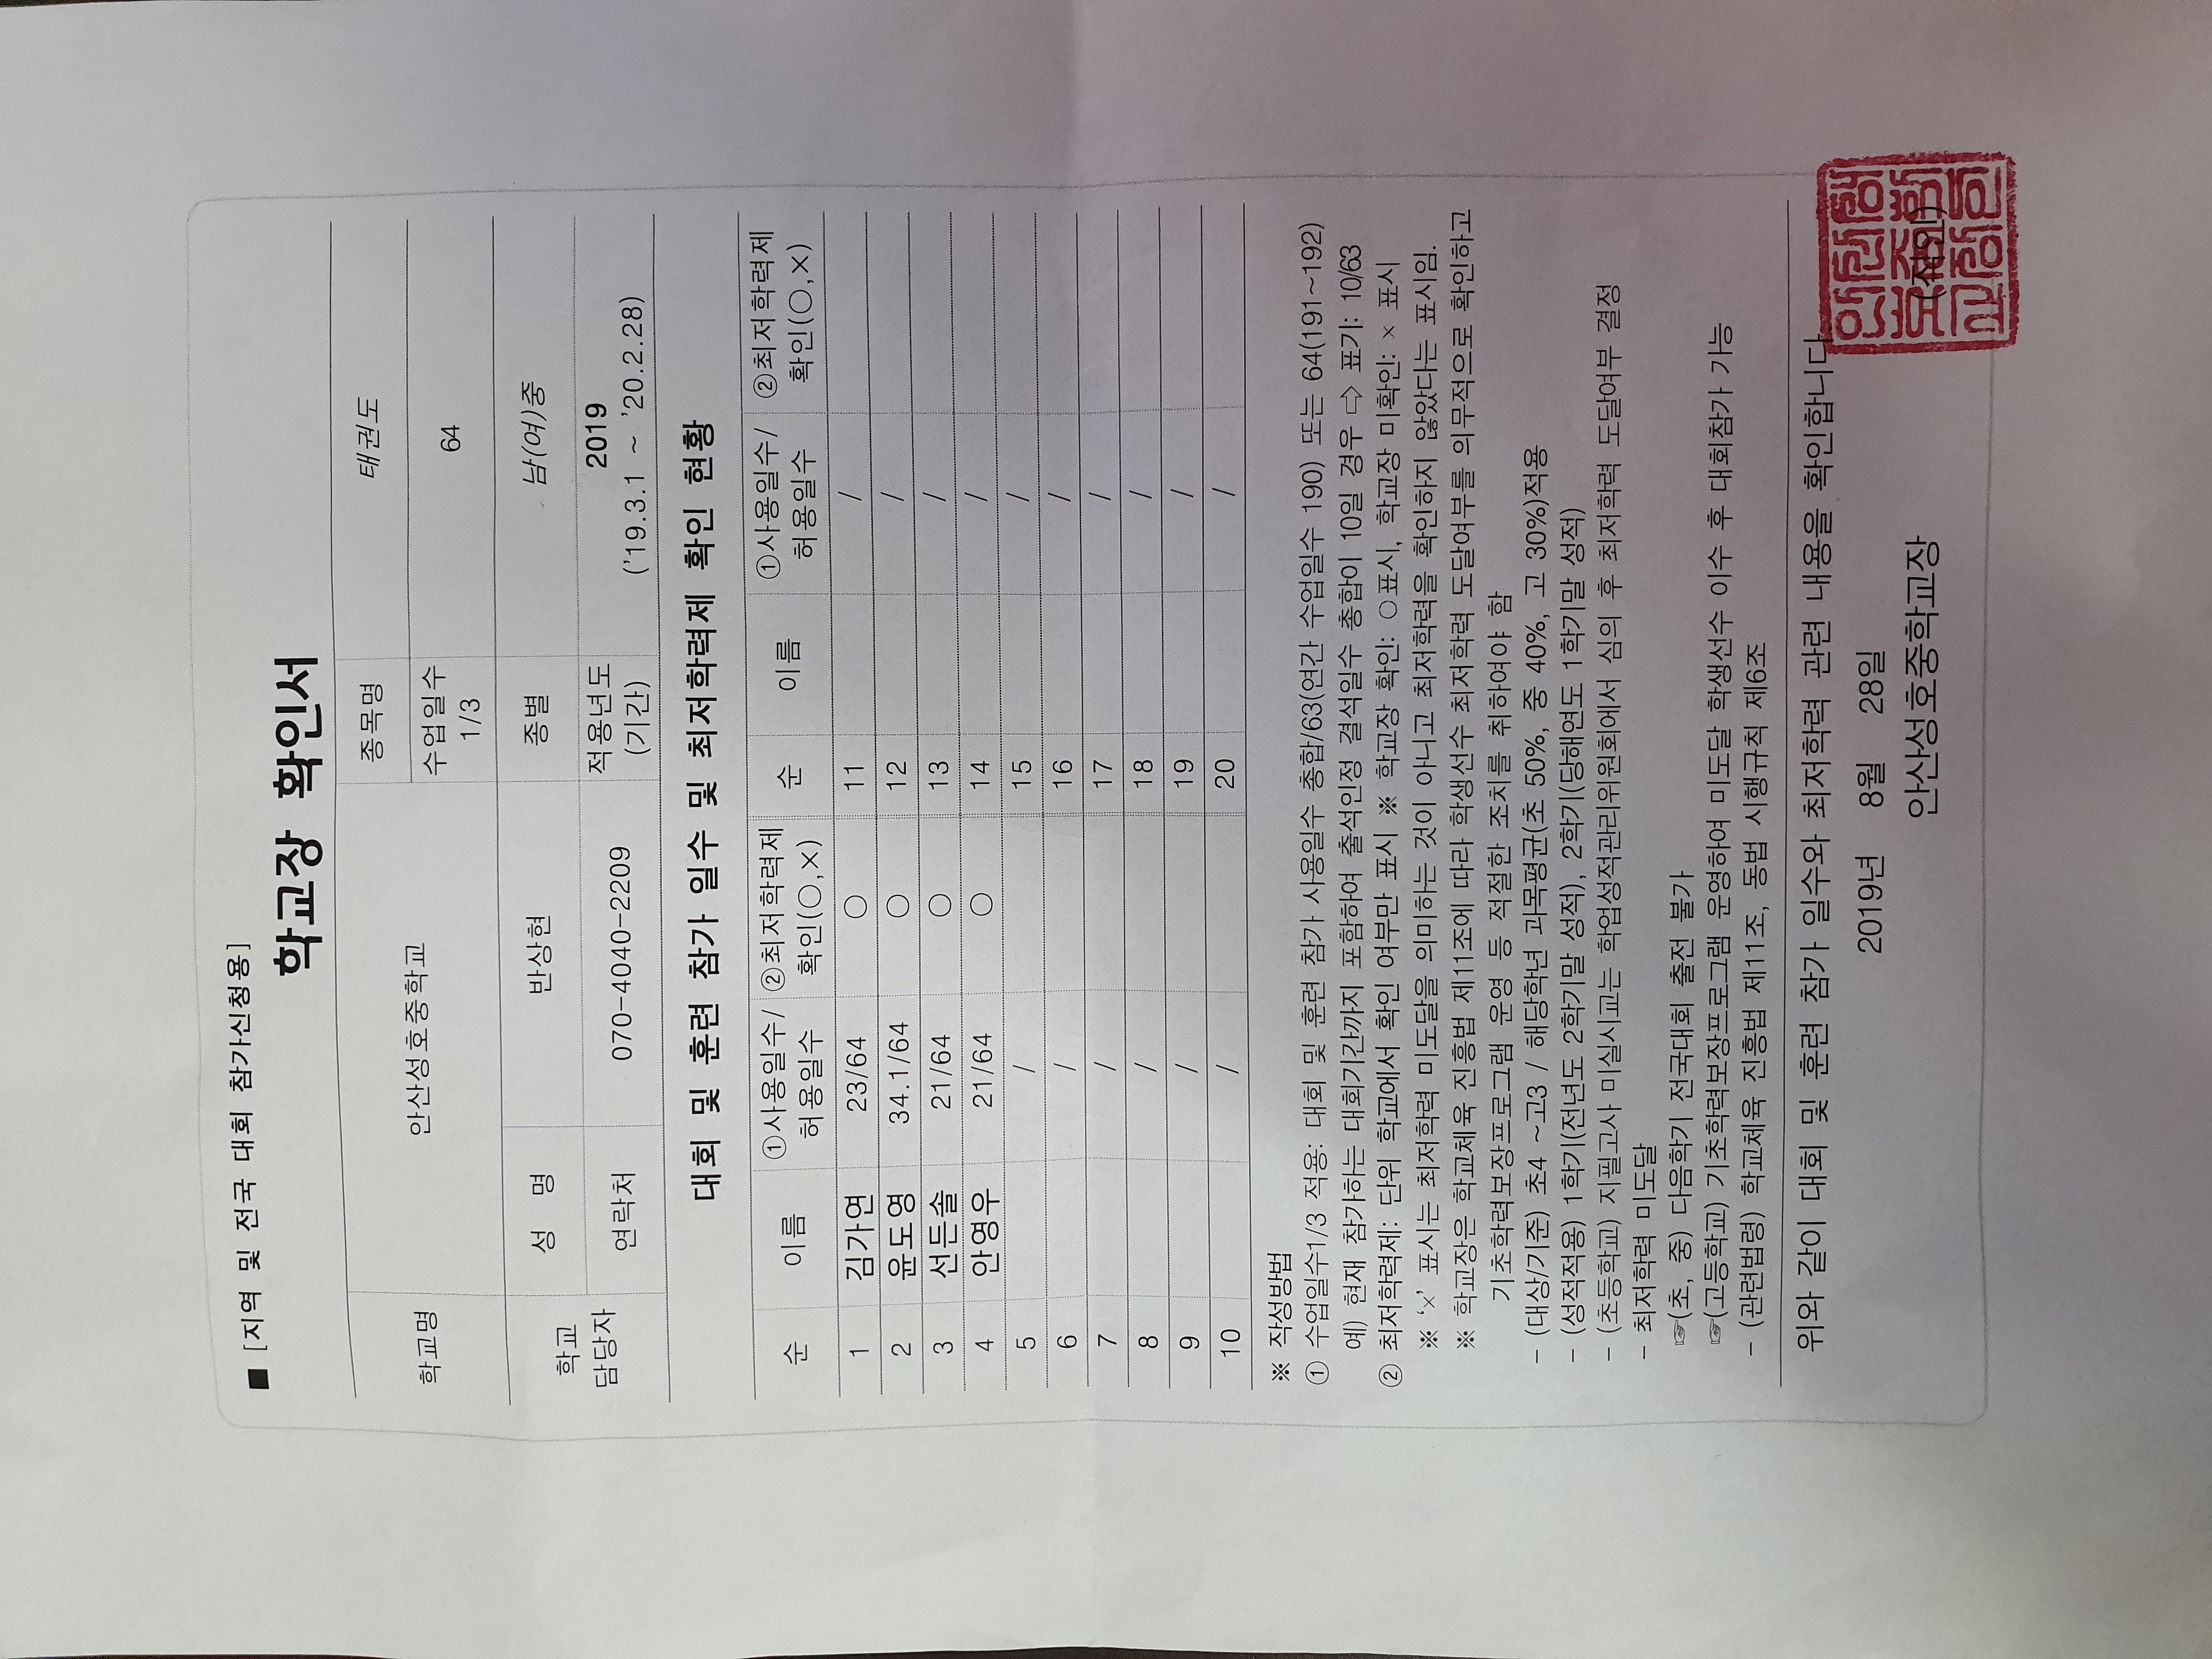 ■ [지역 및 전국 대회 참가신청용]
학교장 확인서
학교명 안산성호중학교 종목명 태권도
수업일수 1/3 64
학교 담당자 성 명 반상현 종별 남(여)중
연락처 070-4040-2209 적용년도 (기간) 2019 ('19.3.1 ~ '20.2.28)
대회 및 훈련 참가 일수 및 최저학력제 확인 현황
순 이름 ①사용일수/허용일수 ②최저학력제 확인(○,×) 순 이름 ①사용일수/허용일수 ②최저학력제 확인(○,×)
1 김가연 23/64 ○ 11 /
2 윤도영 34.1/64 ○ 12 /
3 선든솔 21/64 ○ 13 /
4 안영우 21/64 ○ 14 /
5 / 15 /
6 / 16 /
7 / 17 /
8 / 18 /
9 / 19 /
10 / 20 /
※ 작성방법
① 수업일수1/3 적용: 대회 및 훈련 참가 사용일수 총합/63(연간 수업일수 190) 또는 64(191~192)
예) 현재 참가하는 대회기간까지 포함하여 출석인정 결석일수 총합이 10일 경우 ⇨ 표기: 10/63
② 최저학력제: 단위 학교에서 확인 여부만 표시 ※ 학교장 확인: ○표시, 학교장 미확인: × 표시
※ '×' 표시는 최저학력 미도달을 의미하는 것이 아니고 최저학력을 확인하지 않았다는 표시임.
※ 학교장은 학교체육 진흥법 제11조에 따라 학생선수 최저학력 도달여부를 의무적으로 확인하고
기초학력보장프로그램 운영 등 적절한 조치를 취하여야 함
- (대상/기준) 초4 ~고3 / 해당학년 과목평균(초 50%, 중 40%, 고 30%)적용
- (성적적용) 1학기(전년도 2학기말 성적), 2학기(당해연도 1학기말 성적)
- (초등학교) 지필고사 미실시교는 학업성적관리위원회에서 심의 후 최저학력 도달여부 결정
- 최저학력 미도달
☞(초, 중) 다음학기 전국대회 출전 불가
☞(고등학교) 기초학력보장프로그램 운영하여 미도달 학생선수 이수 후 대회참가 가능
- (관련법령) 학교체육 진흥법 제11조, 동법 시행규칙 제6조
위와 같이 대회 및 훈련 참가 일수와 최저학력 관련 내용을 확인합니다
2019년 8월 28일
안산성호중학교장 (직인)